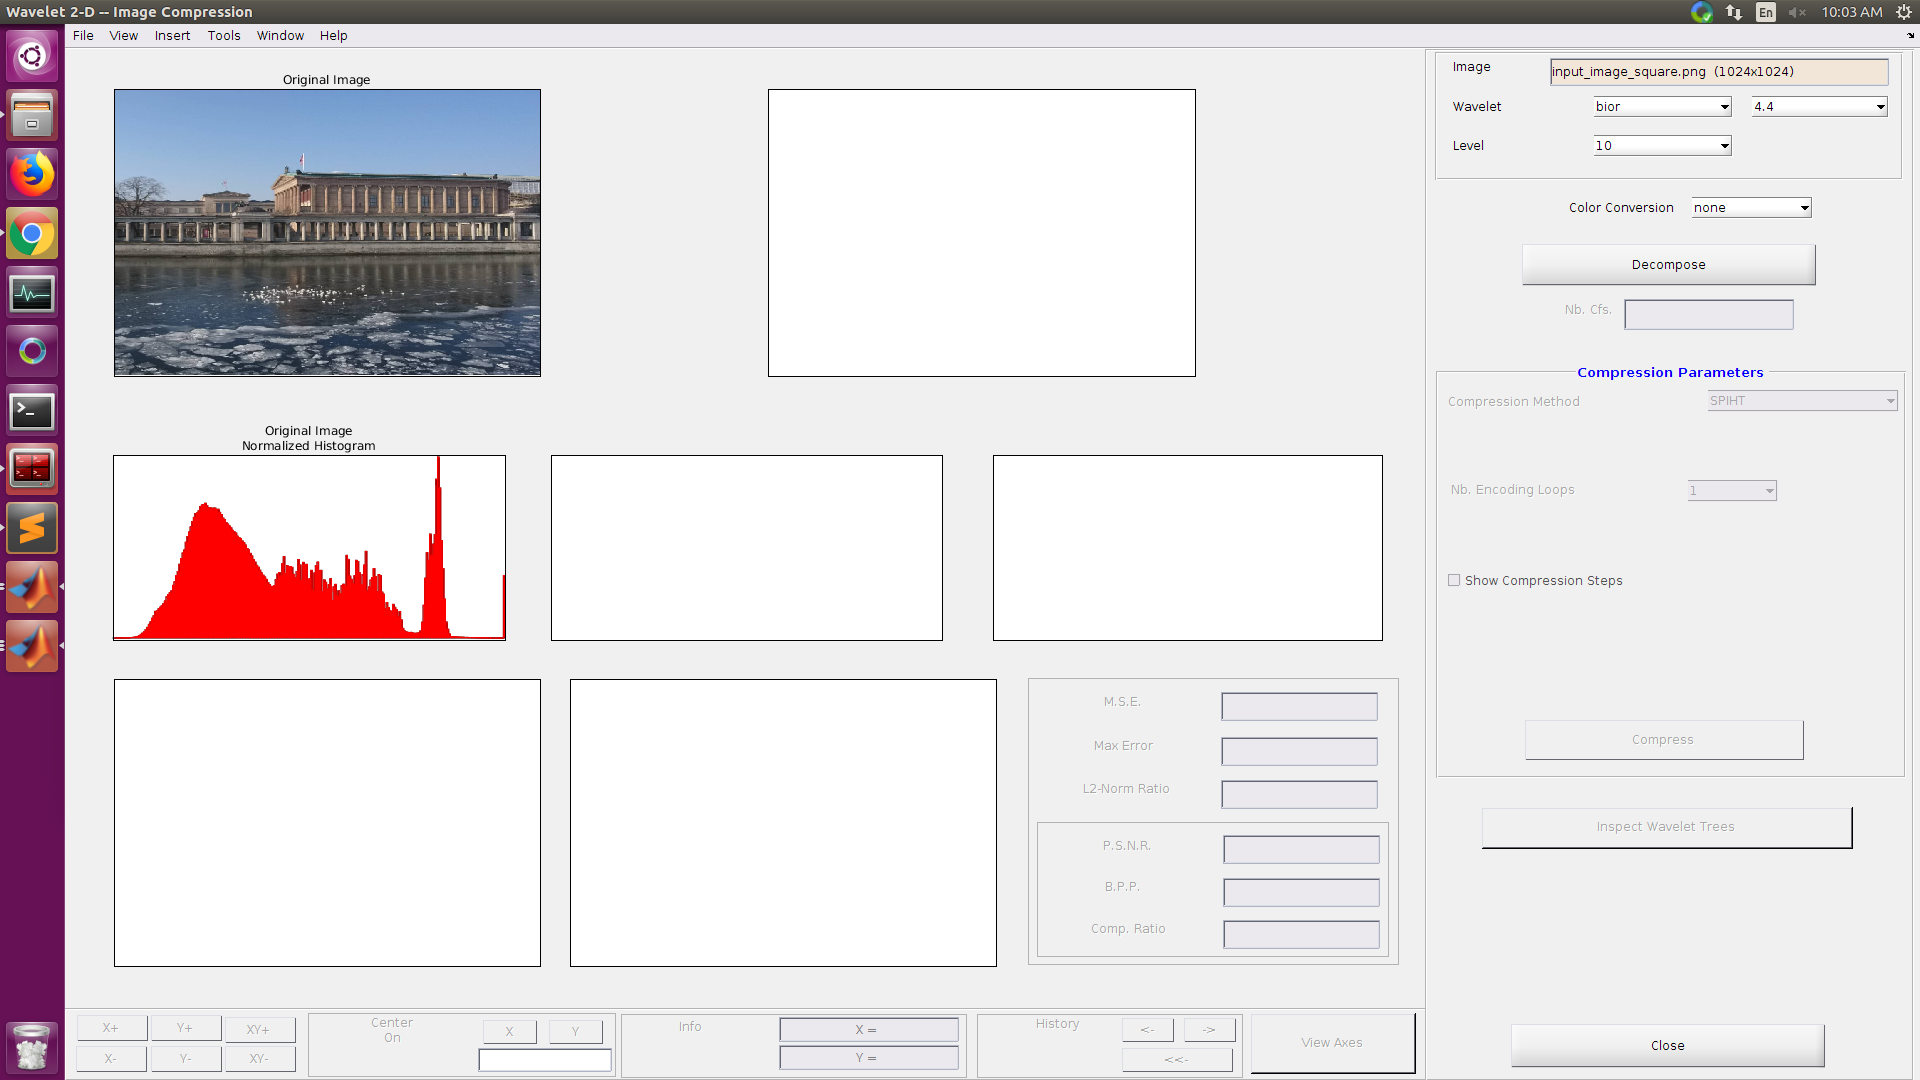 Wavelet 2-D -- Image Compression
En
10:03 AM
File View Insert Tools Window Help
Original Image
Image
input_image_square.png (1024x1024)
Wavelet
bior
4.4
Level
10
Color Conversion
none
Decompose
Nb. Cfs.
Compression Parameters
Compression Method
SPIHT
Nb. Encoding Loops
1
Show Compression Steps
Compress
Inspect Wavelet Trees
Close
Original Image
Normalized Histogram
M.S.E.
Max Error
L2-Norm Ratio
P.S.N.R.
B.P.P.
Comp. Ratio
X+ Y+ XY+
X- Y- XY-
Center
On
X Y
Info
X =
Y =
History
<- ->
<<-
View Axes